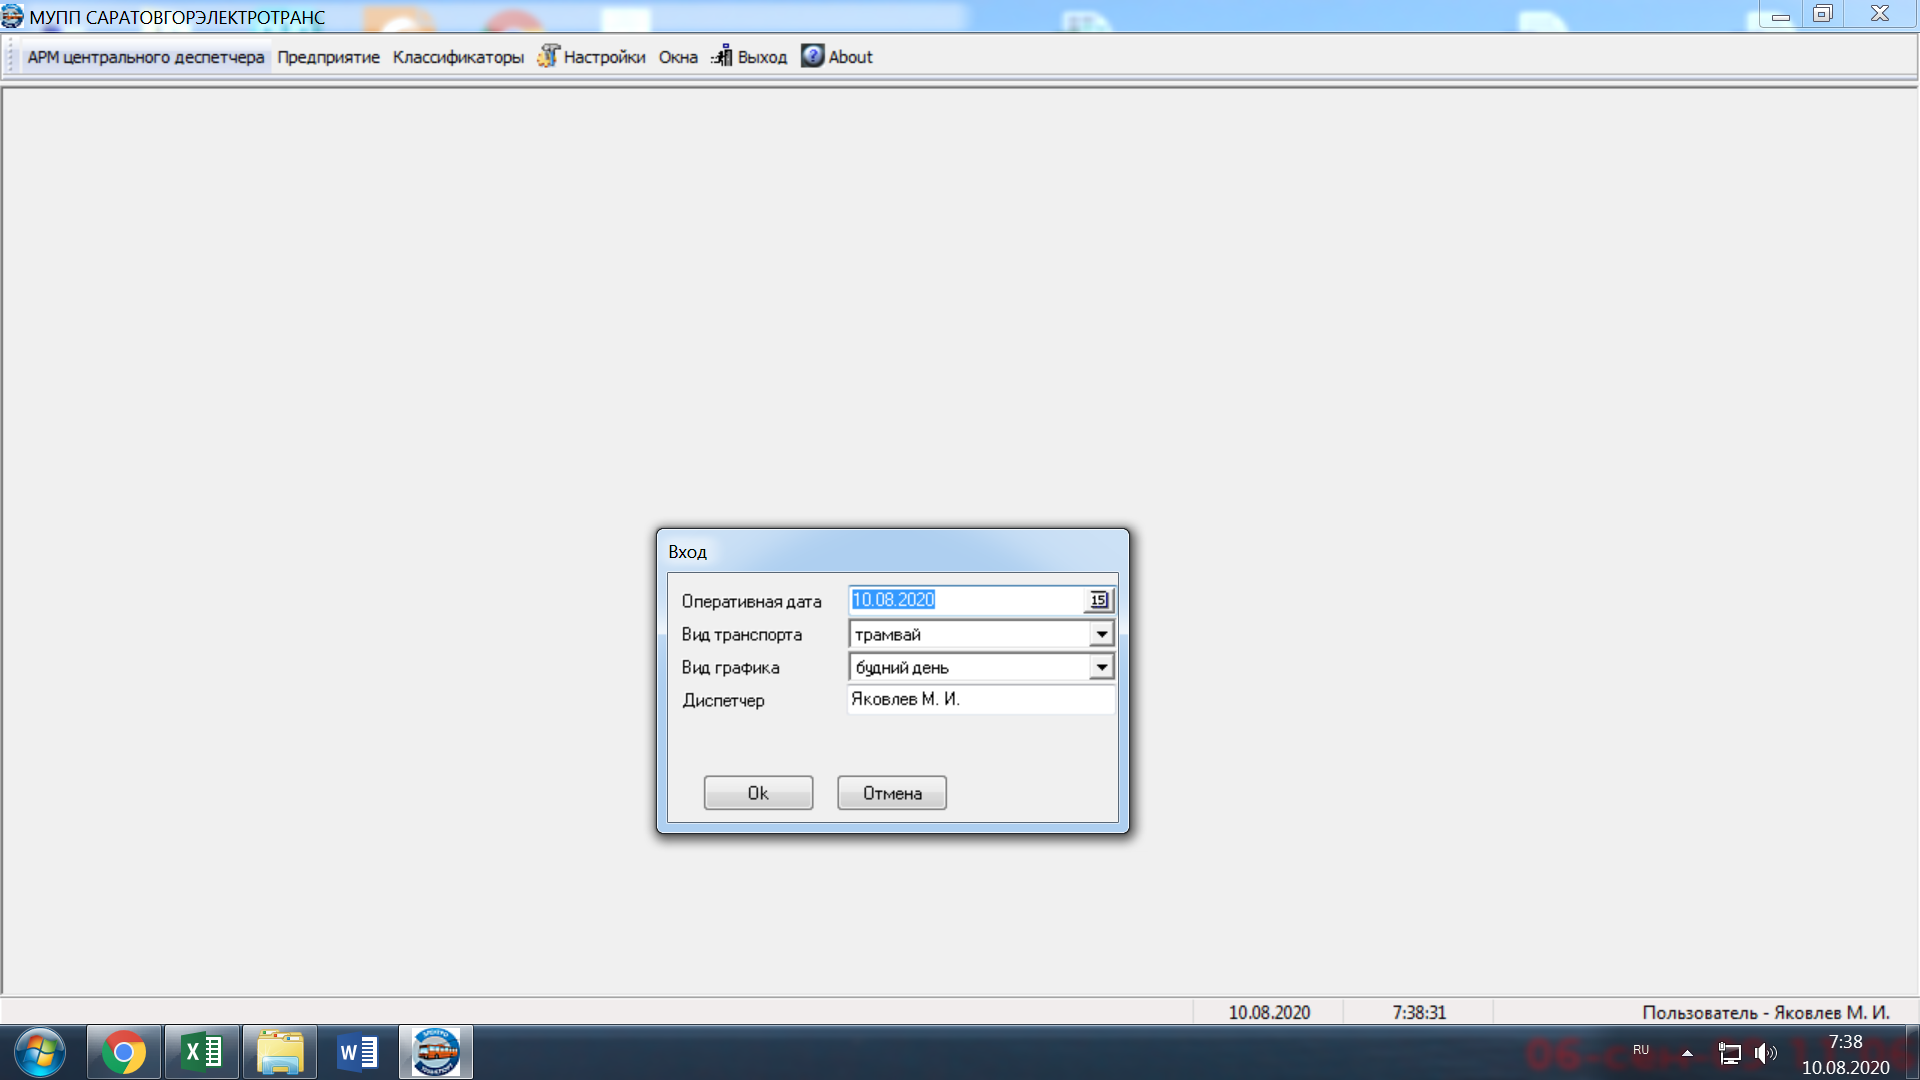 МУПП САРАТОВГОРЭЛЕКТРОТРАНС
АРМ центрального деспетчера Предприятие Классификаторы Настройки Окна Выход About
Вход
Оперативная дата 10.08.2020 15
Вид транспорта трамвай
Вид графика будний день
Диспетчер Яковлев М. И.
Ok Отмена
10.08.2020 7:38:31 Пользователь - Яковлев М. И.
RU 7:38
10.08.2020